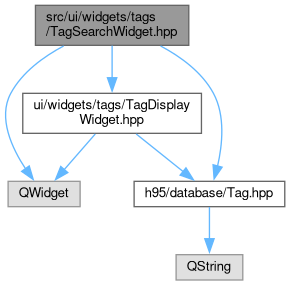 src/ui/widgets/tags
/TagSearchWidget.hpp
ui/widgets/tags/TagDisplay
Widget.hpp
QWidget
h95/database/Tag.hpp
QString